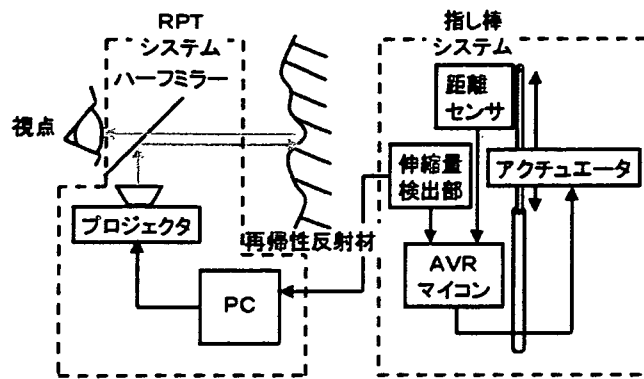 RPT
システム
ハーフミラー
視点
プロジェクタ
再帰性反射材
PC
指し棒
システム
距離
センサ
伸縮量
検出部
アクチュエータ
AVR
マイコン